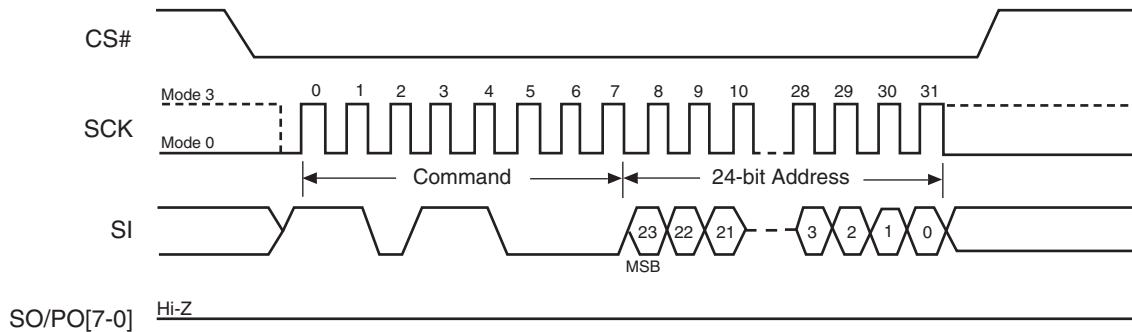 CS#
0 1 2 3 4 5 6 7 8 9 10 28 29 30 31
Mode 3
SCK
Mode 0
Command 24-bit Address
SI
23 22 21 3 2 1 0
MSB
Hi-Z
SO/PO[7-0]